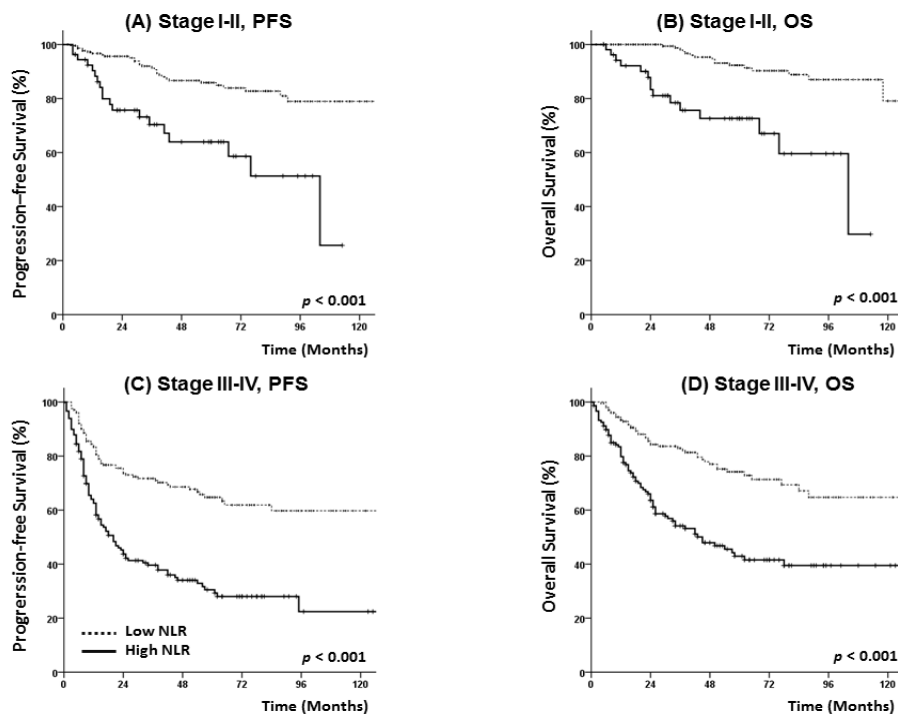 (A) Stage I-II, PFS
Progression-free Survival (%)
100
80
60
40
20
0
0 24 48 72 96 120
p < 0.001
Time (Months)
(B) Stage I-II, OS
Overall Survival (%)
100
80
60
40
20
0
0 24 48 72 96 120
p < 0.001
Time (Months)
(C) Stage III-IV, PFS
Progrerssion-free Survival (%)
100
80
60
40
20
0
0 24 48 72 96 120
Low NLR
High NLR
p < 0.001
Time (Months)
(D) Stage III-IV, OS
Overall Survival (%)
100
80
60
40
20
0
0 24 48 72 96 120
p < 0.001
Time (Months)